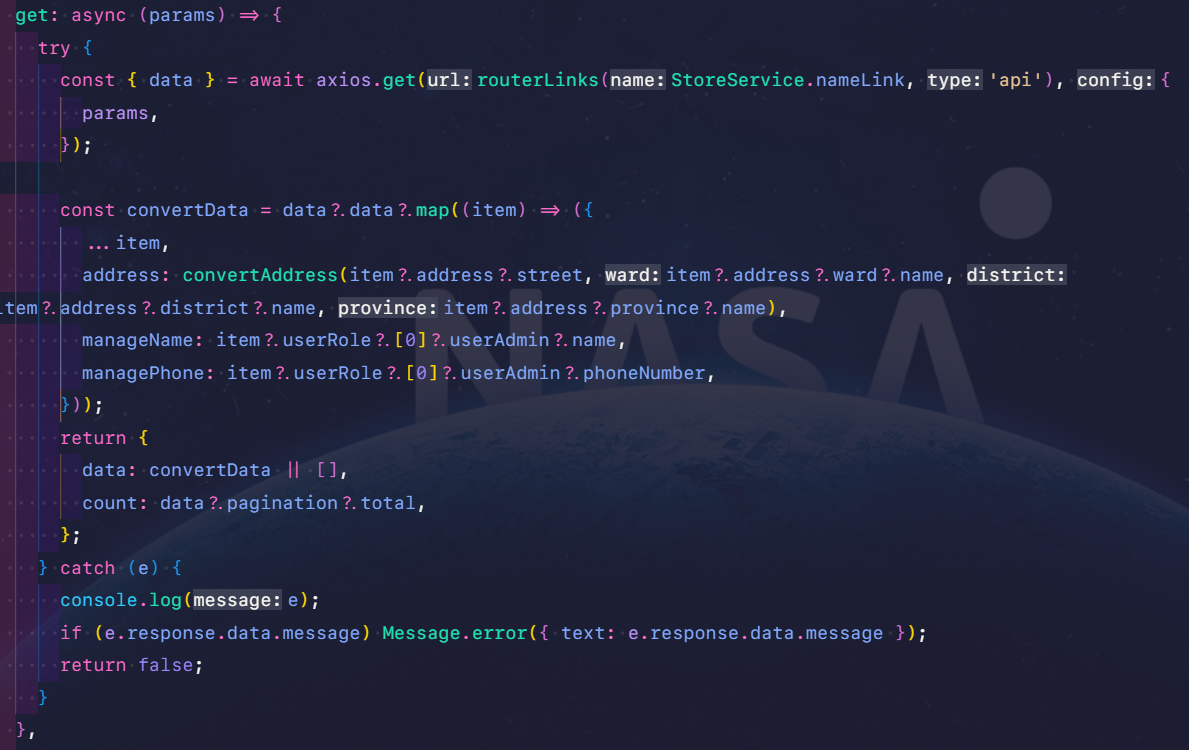 get: async (params) => {
try {
const { data } = await axios.get(url: routerLinks(name: StoreService.nameLink, type: 'api'), config: {
params,
});
const convertData = data?.data?.map((item) => ({
...item,
address: convertAddress(item?.address?.street, ward: item?.address?.ward?.name, district:
item?.address?.district?.name, province: item?.address?.province?.name),
manageName: item?.userRole?.[0]?.userAdmin?.name,
managePhone: item?.userRole?.[0]?.userAdmin?.phoneNumber,
}));
return {
data: convertData || [],
count: data?.pagination?.total,
};
} catch (e) {
console.log(message: e);
if (e.response.data.message) Message.error({ text: e.response.data.message });
return false;
}
},
NASA